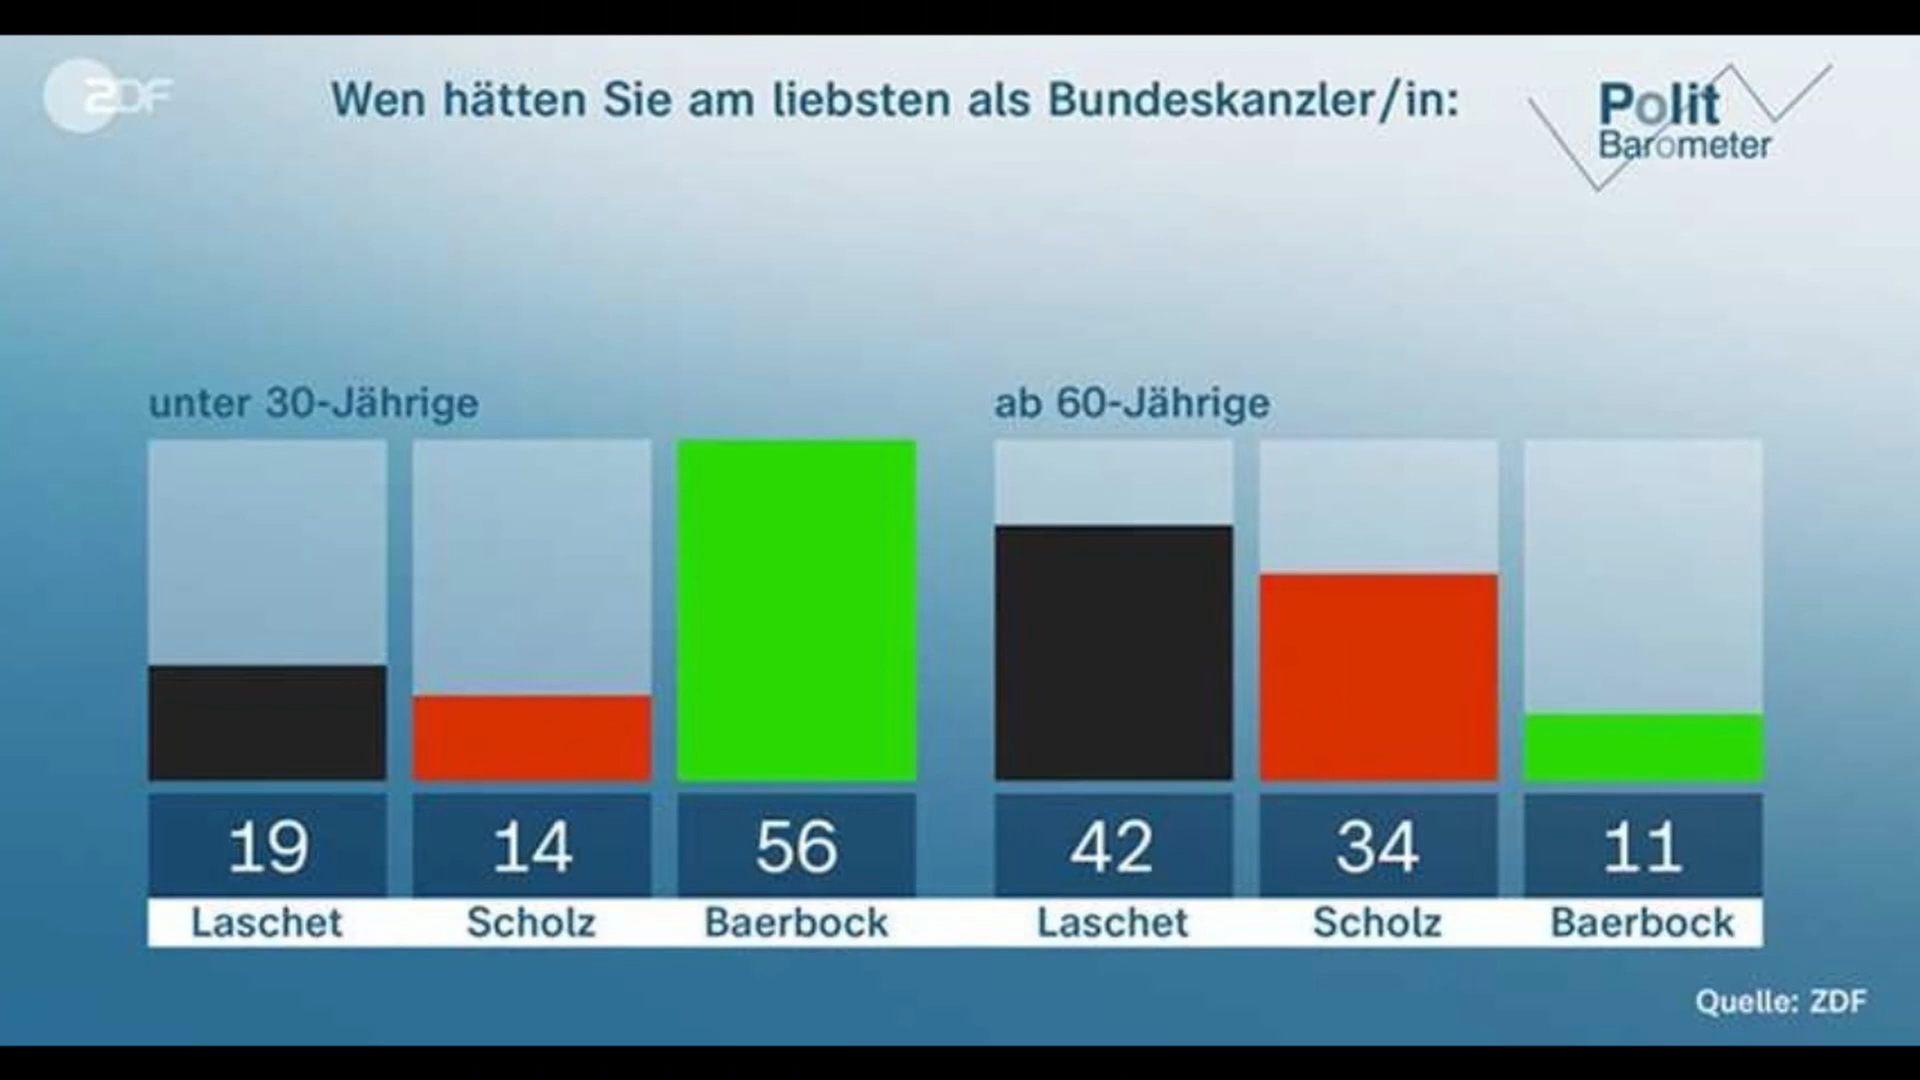 ZDF
Wen hätten Sie am liebsten als Bundeskanzler/in:
Polit
Barometer
unter 30-Jährige
ab 60-Jährige
19 14 56 42 34 11
Laschet Scholz Baerbock Laschet Scholz Baerbock
Quelle: ZDF